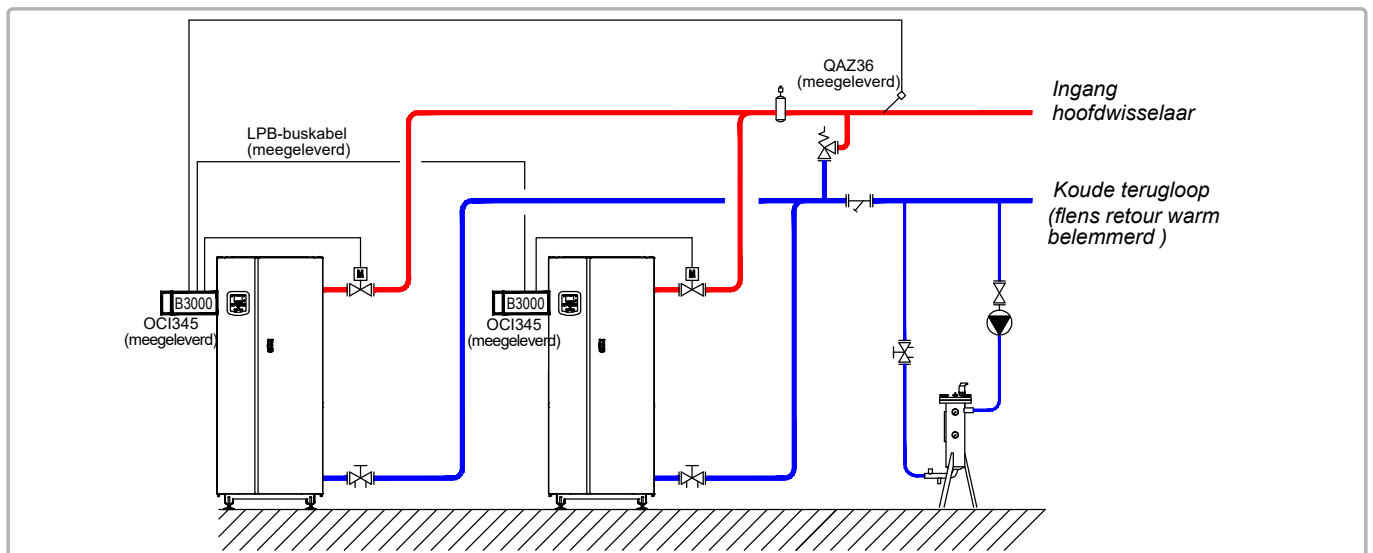 QAZ36
(meegeleverd)
Ingang
hoofdwisselaar
LPB-buskabel
(meegeleverd)
Koude terugloop
(flens retour warm
belemmerd )
M
M
B3000
OCI345
(meegeleverd)
B3000
OCI345
(meegeleverd)